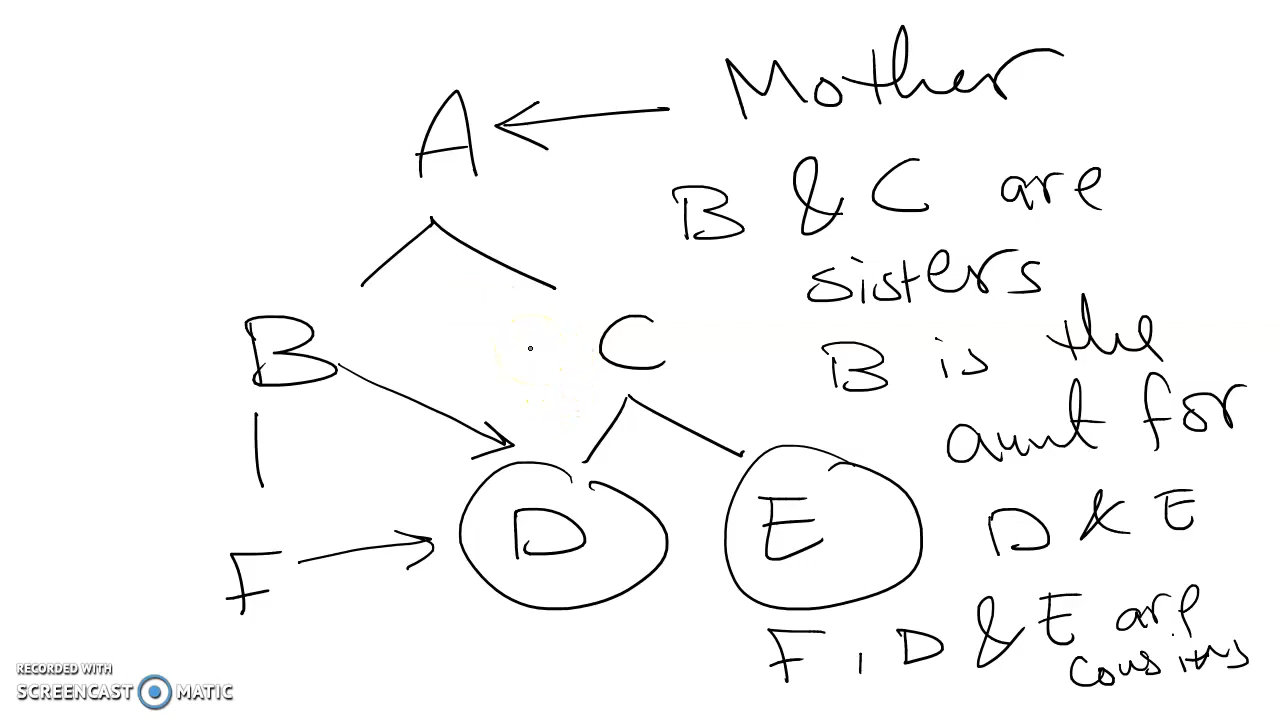 Mother
A
B & C are
sisters
B
C
B is the
aunt for
D & E
D
E
F
F, D & E are
cousins
RECORDED WITH
SCREENCAST MATIC